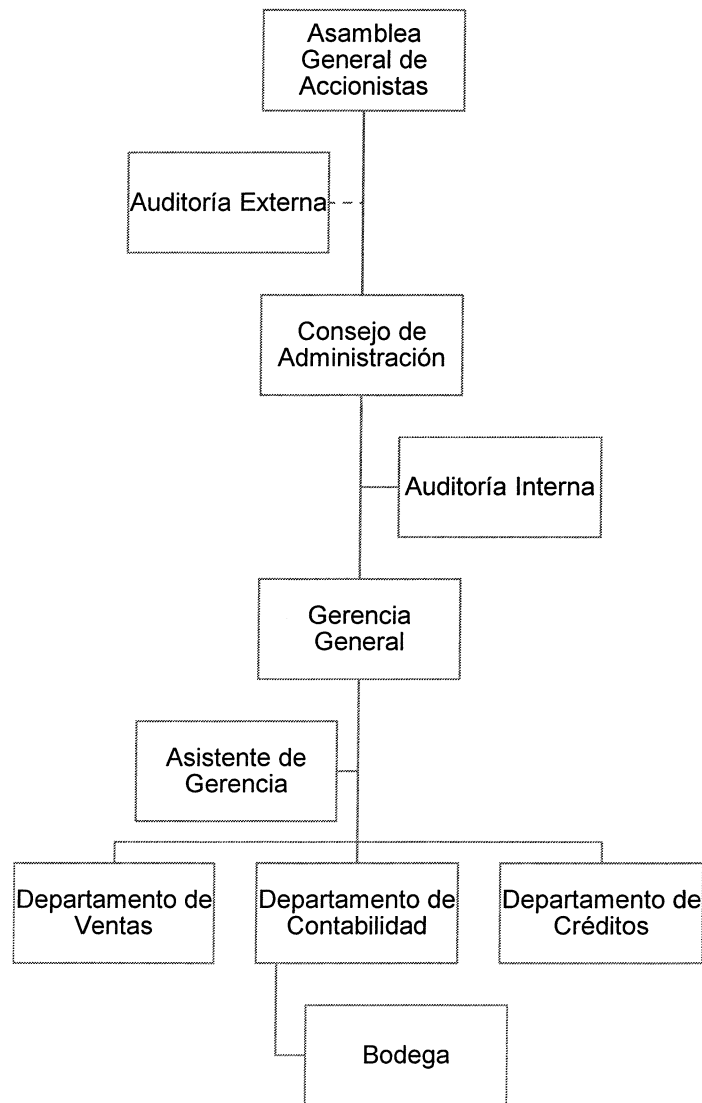 Asamblea
General de
Accionistas
Auditoría Externa
Consejo de
Administración
Auditoría Interna
Gerencia
General
Asistente de
Gerencia
Departamento de
Ventas
Departamento de
Contabilidad
Departamento de
Créditos
Bodega